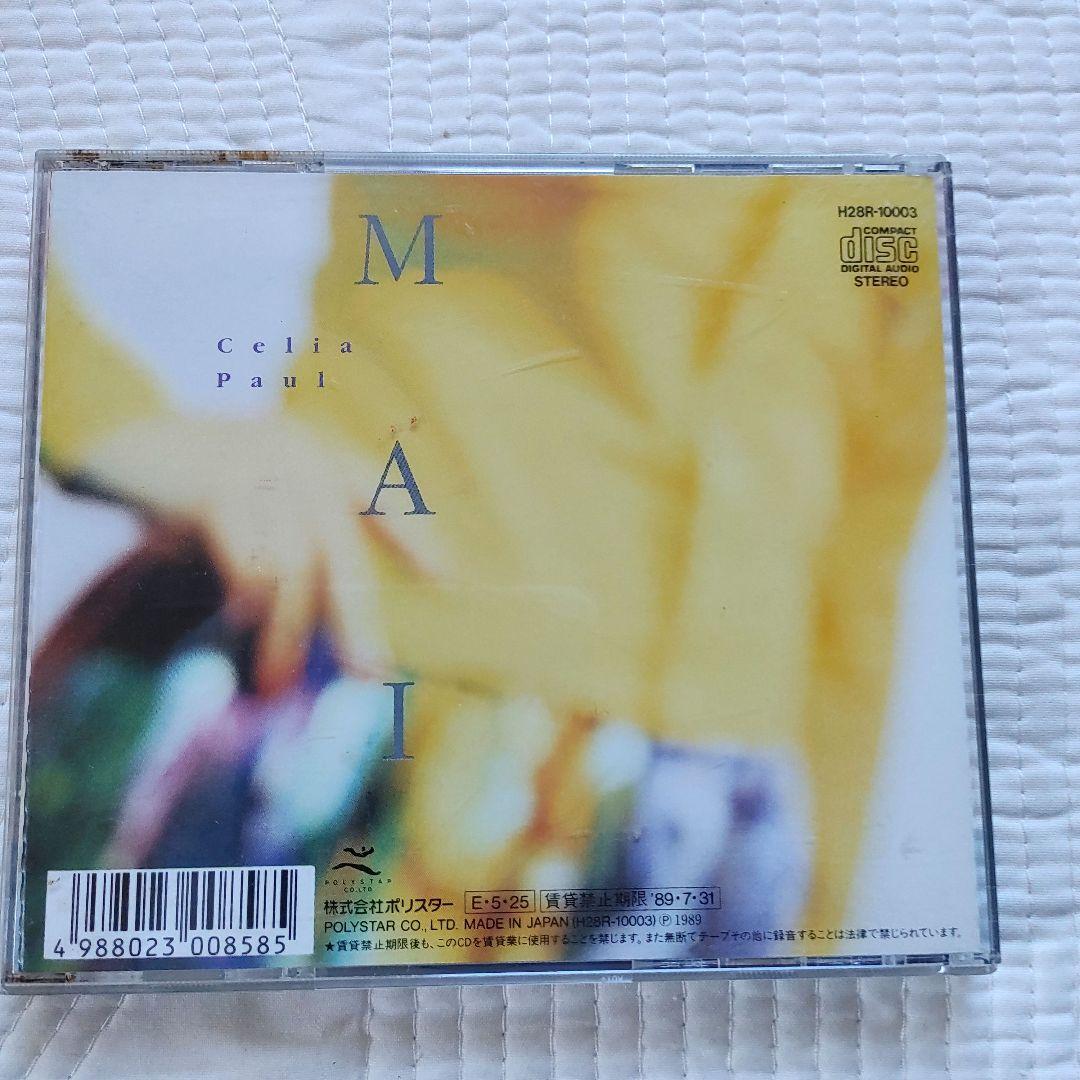 M
A
I
Celia
Paul
H28R-10003
COMPACT
disc
DIGITAL AUDIO
STEREO
POLYSTAR
CO., LTD.
株式会社ポリスター E・5・25 賃貸禁止期限 '89・7・31
POLYSTAR CO., LTD. MADE IN JAPAN (H28R-10003) Ⓟ 1989
★賃貸禁止期限後も、このCDを賃貸業に使用することを禁じます。また無断でテープその他に録音することは法律で禁じられています。
4 988023 008585